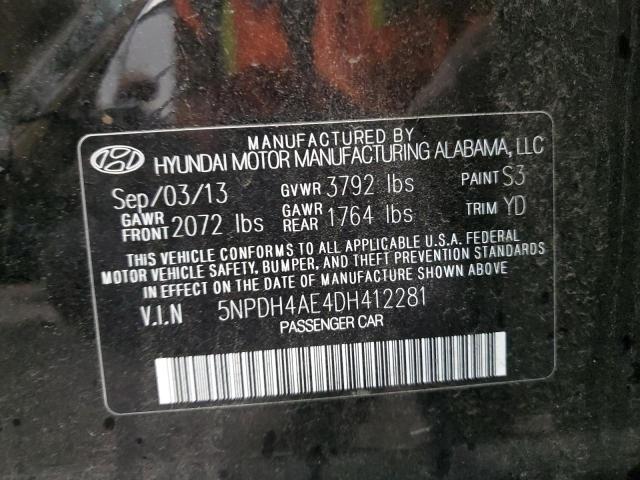 MANUFACTURED BY
HYUNDAI MOTOR MANUFACTURING ALABAMA, LLC
Sep/03/13 GVWR 3792 lbs PAINT S3
GAWR FRONT 2072 lbs GAWR REAR 1764 lbs TRIM YD
THIS VEHICLE CONFORMS TO ALL APPLICABLE U.S.A. FEDERAL
MOTOR VEHICLE SAFETY, BUMPER, AND THEFT PREVENTION STANDARDS
IN EFFECT ON THE DATE OF MANUFACTURE SHOWN ABOVE
V.I.N 5NPDH4AE4DH412281
PASSENGER CAR